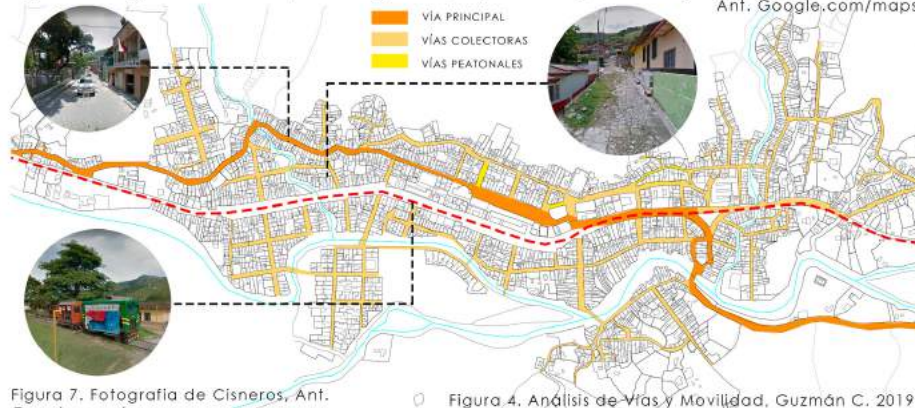 Ant. Google.com/maps
VÍA PRINCIPAL
VÍAS COLECTORAS
VÍAS PEATONALES
Figura 7. Fotografía de Cisneros, Ant.
Figura 4. Análisis de Vías y Movilidad, Guzmán C. 2019